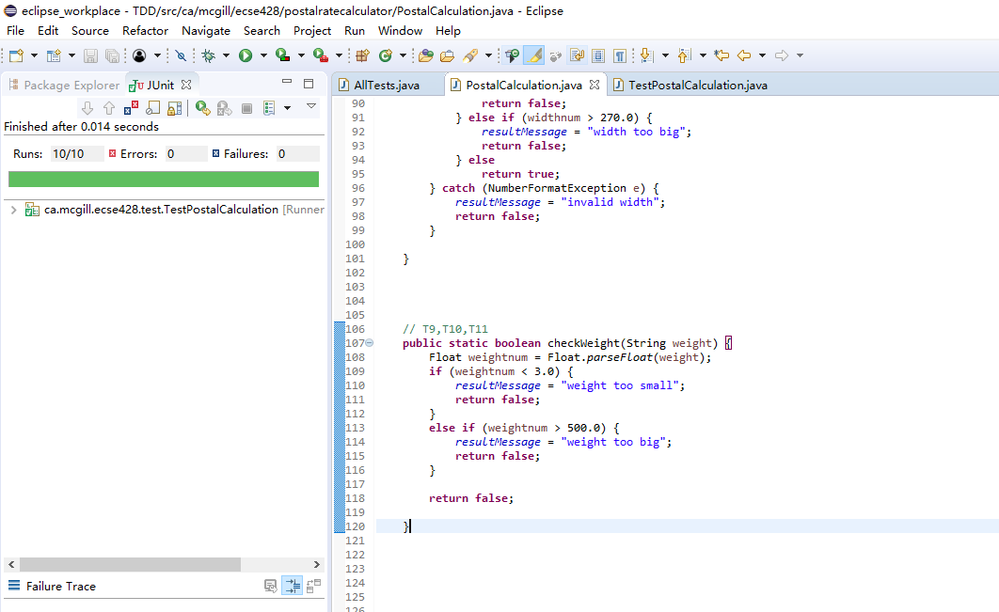 eclipse_workplace - TDD/src/ca/mcgill/ecse428/postalratecalculator/PostalCalculation.java - Eclipse
File Edit Source Refactor Navigate Search Project Run Window Help
Package Explorer JUnit
Finished after 0.014 seconds
Runs: 10/10 Errors: 0 Failures: 0
ca.mcgill.ecse428.test.TestPostalCalculation [Runner
Failure Trace
AllTests.java PostalCalculation.java TestPostalCalculation.java
90 return false;
91 } else if (widthnum > 270.0) {
92 resultMessage = "width too big";
93 return false;
94 } else
95 return true;
96 } catch (NumberFormatException e) {
97 resultMessage = "invalid width";
98 return false;
99 }
100
101 }
102
103
104
105
106 // T9,T10,T11
107 public static boolean checkWeight(String weight) {
108 Float weightnum = Float.parseFloat(weight);
109 if (weightnum < 3.0) {
110 resultMessage = "weight too small";
111 return false;
112 }
113 else if (weightnum > 500.0) {
114 resultMessage = "weight too big";
115 return false;
116 }
117
118 return false;
119
120 }
121
122
123
124
125
126